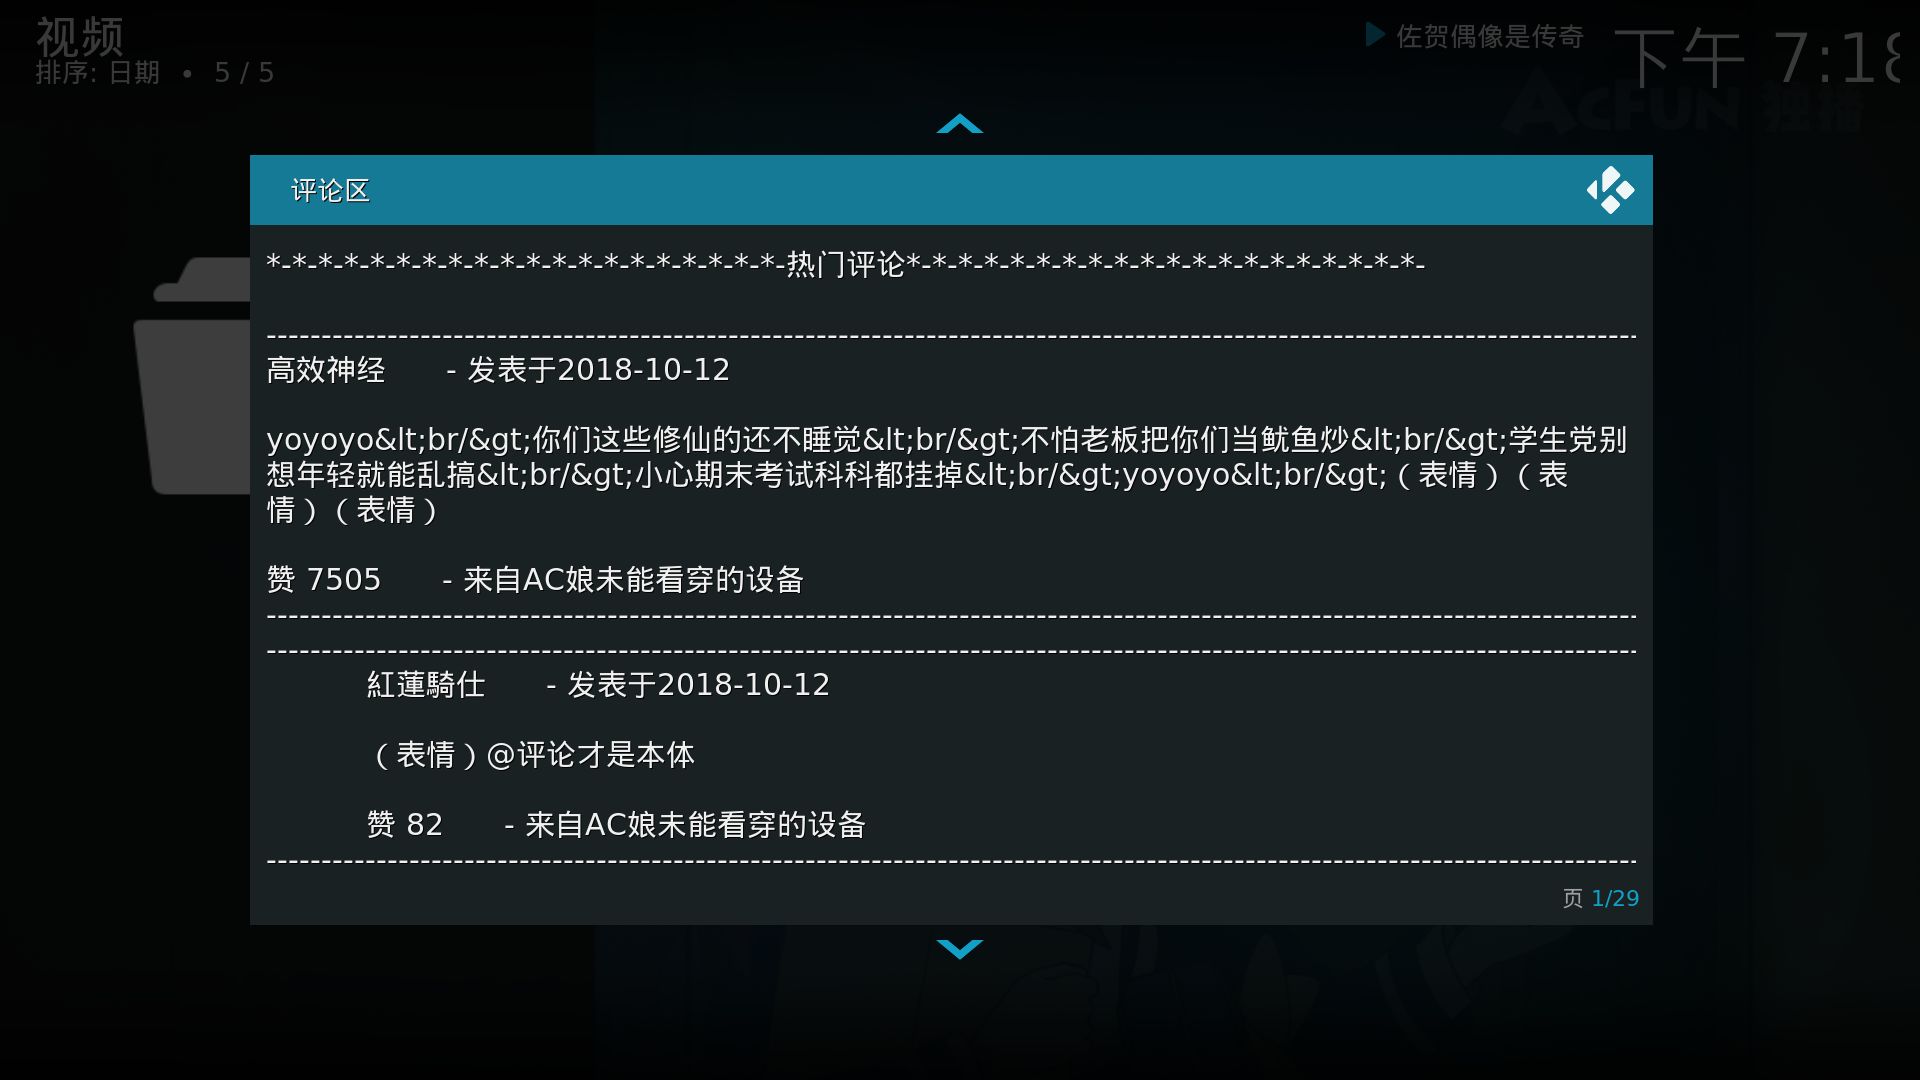 视频
排序: 日期 • 5 / 5
佐贺偶像是传奇
下午 7:18
ACFUN 独播
评论区
*-*-*-*-*-*-*-*-*-*-*-*-*-*-*-*-*-*-*-*-热门评论*-*-*-*-*-*-*-*-*-*-*-*-*-*-*-*-*-*-*-*-
--------------------------------------------------------------------------------------------------------------------------------
高效神经      - 发表于2018-10-12
yoyoyo&lt;br/&gt;你们这些修仙的还不睡觉&lt;br/&gt;不怕老板把你们当鱿鱼炒&lt;br/&gt;学生党别
想年轻就能乱搞&lt;br/&gt;小心期末考试科科都挂掉&lt;br/&gt;yoyoyo&lt;br/&gt;（表情）（表
情）（表情）
赞 7505      - 来自AC娘未能看穿的设备
--------------------------------------------------------------------------------------------------------------------------------
--------------------------------------------------------------------------------------------------------------------------------
紅蓮騎仕      - 发表于2018-10-12
（表情）@评论才是本体
赞 82      - 来自AC娘未能看穿的设备
--------------------------------------------------------------------------------------------------------------------------------
页 1/29